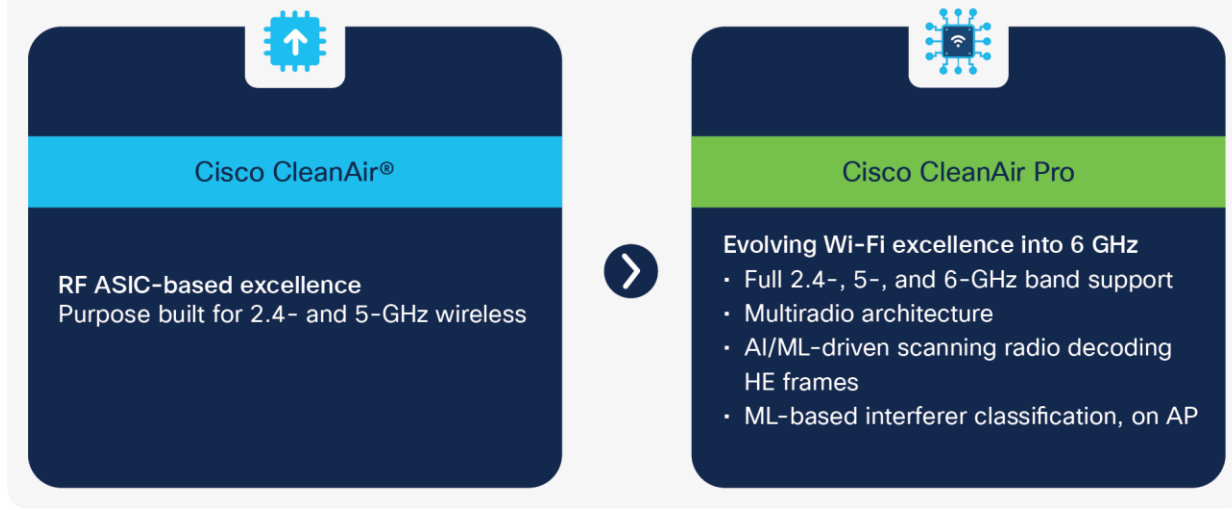 Cisco CleanAir®
RF ASIC-based excellence
Purpose built for 2.4- and 5-GHz wireless
Cisco CleanAir Pro
Evolving Wi-Fi excellence into 6 GHz
· Full 2.4-, 5-, and 6-GHz band support
· Multiradio architecture
· AI/ML-driven scanning radio decoding
HE frames
· ML-based interferer classification, on AP